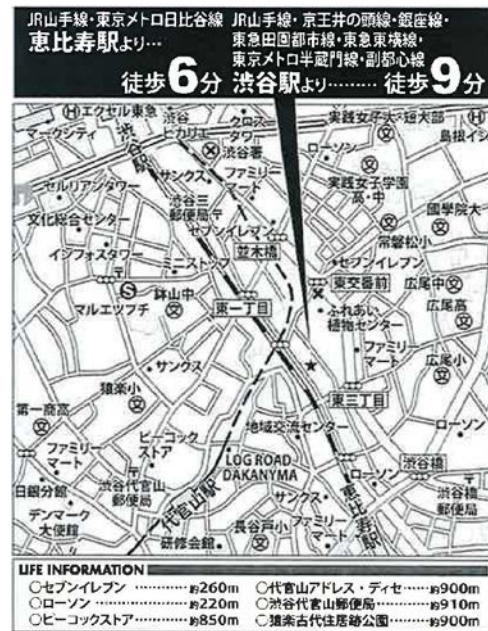 JR山手線・東京メトロ日比谷線
恵比寿駅より…
徒歩6分
JR山手線・京王井の頭線・銀座線・
東急田園都市線・東急東横線・
東京メトロ半蔵門線・副都心線
渋谷駅より………徒歩9分
Ⓗエクセル東急
マークシティ
渋谷駅
渋谷
ヒカリエ
クロス
タワー
渋谷署
実践女子大・短大部
ローソン
島根イン
サンクス
ファミリー
マート
セルリアンタワー
渋谷三
郵便局
実践女子学園
高・中
國學院大
文化総合センター
セブンイレブン
常磐松小
インフォスタワー
並木橋
セブンイレブン
ミニストップ
東交番前
広尾中
マルエツプチ
鉢山中
東一丁目
ふれあい
植物センター
広尾高
ファミリー
マート
広尾小
サンクス
猿楽小
東三丁目
第一商高
地域交流センター
ローソン
ピーコック
ストア
ファミリー
マート
LOG ROAD
DAKANYMA
渋谷橋
日銀分館
渋谷代官山
郵便局
代官山駅
ローソン
サンクス
恵比寿駅
渋谷橋
郵便局
デンマーク
大使館
長谷戸小
ファミリー
マート
研修会館
LIFE INFORMATION
○セブンイレブン………約260m
○ローソン………約220m
○ピーコックストア………約850m
○代官山アドレス・ディセ……約900m
○渋谷代官山郵便局………約910m
○猿楽古代住居跡公園……約900m